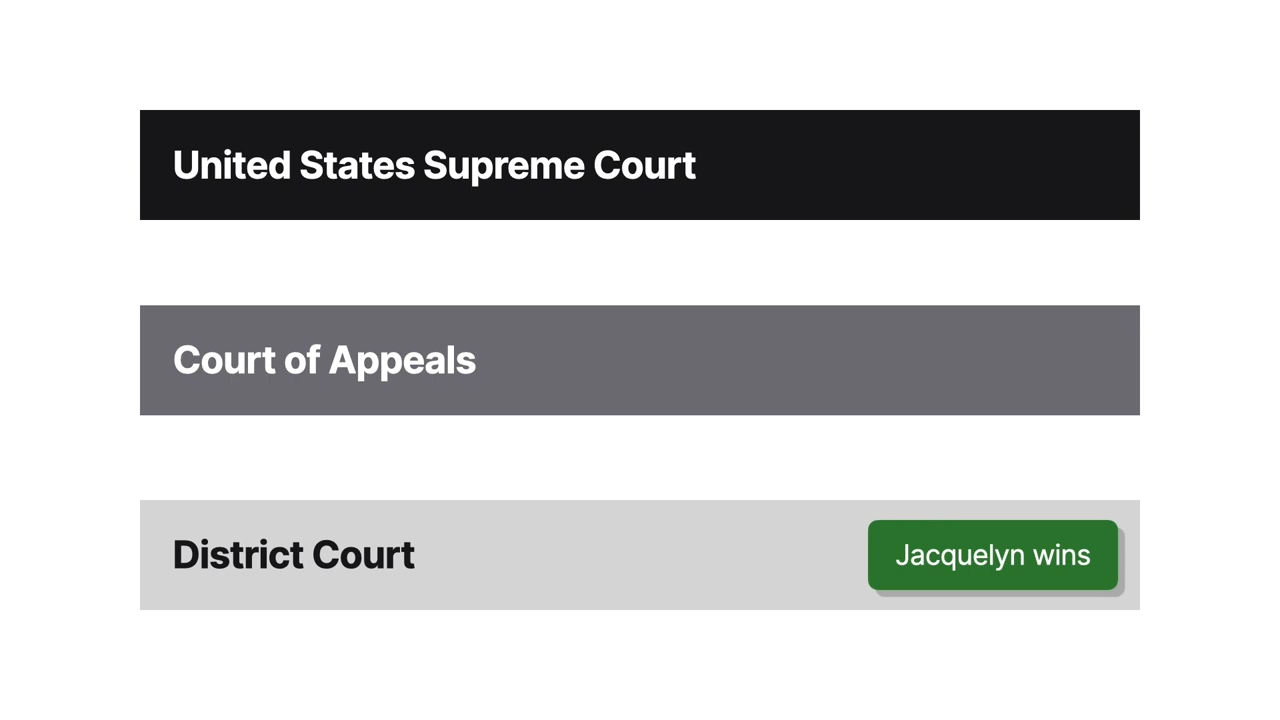 United States Supreme Court
Court of Appeals
District Court
Jacquelyn wins